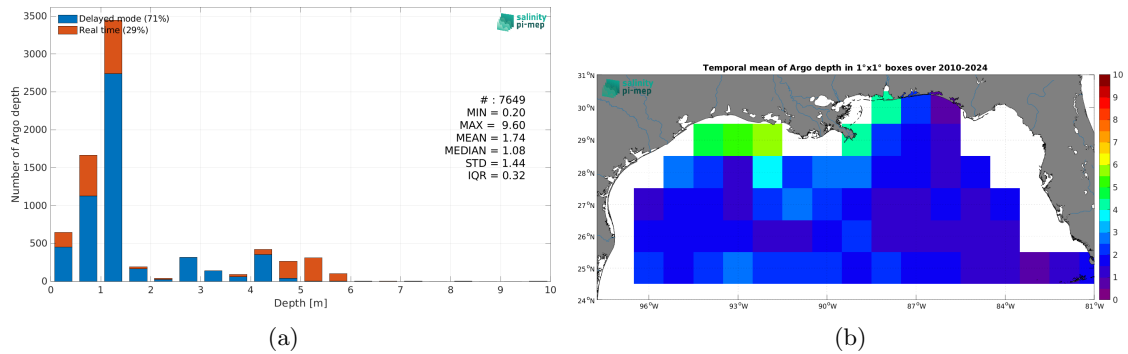 Delayed mode (71%)
Real time (29%)
salinity
pi-mep
3500
3000
2500
2000
1500
1000
500
0
Number of Argo depth
# : 7649
MIN = 0.20
MAX = 9.60
MEAN = 1.74
MEDIAN = 1.08
STD = 1.44
IQR = 0.32
0 1 2 3 4 5 6 7 8 9 10
Depth [m]
(a)
Temporal mean of Argo depth in 1°x1° boxes over 2010-2024
salinity
pi-mep
31°N
30°N
29°N
28°N
27°N
26°N
25°N
24°N
96°W 93°W 90°W 87°W 84°W 81°W
10
9
8
7
6
5
4
3
2
1
0
(b)